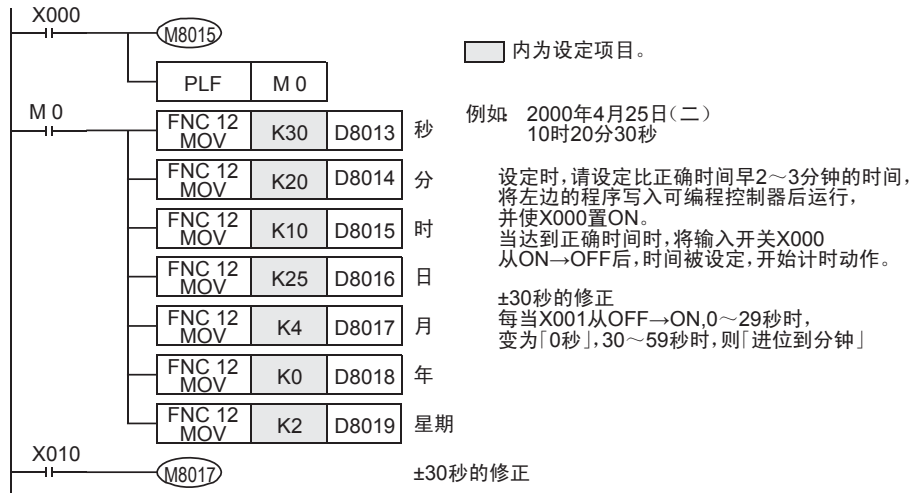 X000
M8015
PLF M 0
M 0
FNC 12 MOV K30 D8013 秒
FNC 12 MOV K20 D8014 分
FNC 12 MOV K10 D8015 时
FNC 12 MOV K25 D8016 日
FNC 12 MOV K4 D8017 月
FNC 12 MOV K0 D8018 年
FNC 12 MOV K2 D8019 星期
X010
M8017 ±30秒的修正
内为设定项目。
例如 2000年4月25日(二)
10时20分30秒
设定时,请设定比正确时间早2～3分钟的时间,
将左边的程序写入可编程控制器后运行,
并使X000置ON。
当达到正确时间时,将输入开关X000
从ON→OFF后,时间被设定,开始计时动作。
±30秒的修正
每当X001从OFF→ON,0～29秒时,
变为「0秒」,30～59秒时,则「进位到分钟」